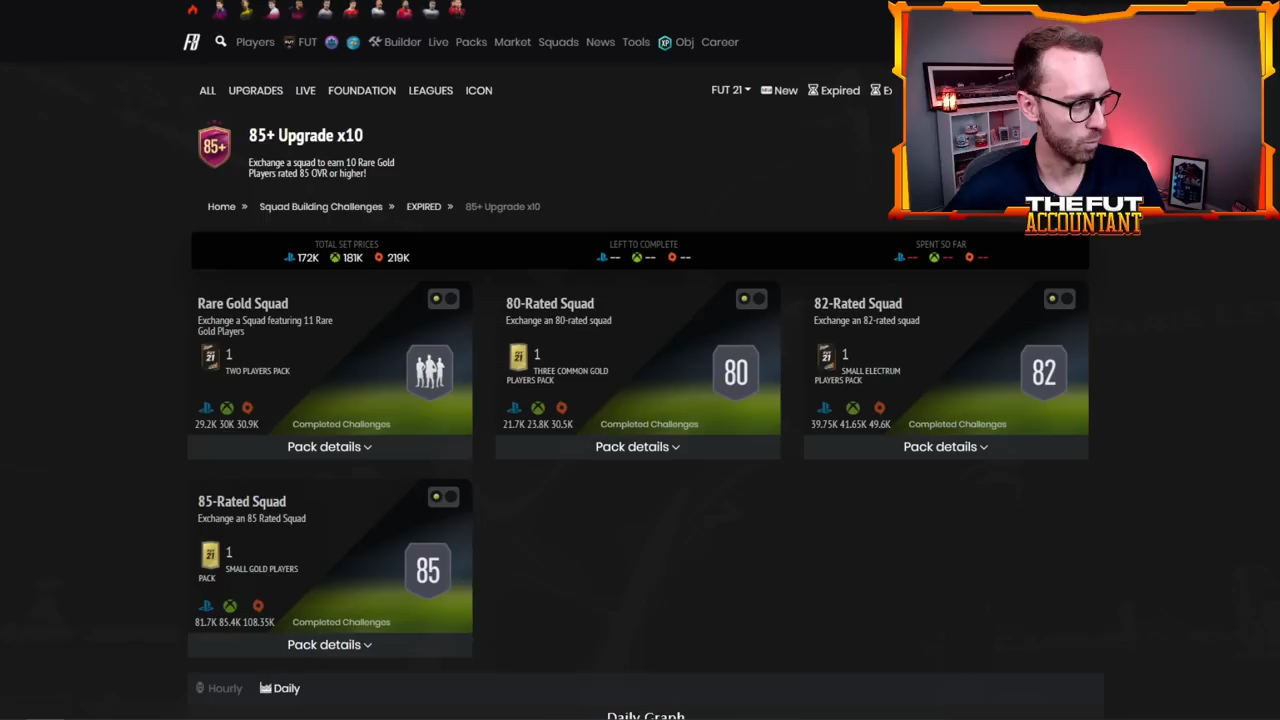 Players FUT Builder Live Packs Market Squads News Tools XP Obj Career
ALL UPGRADES LIVE FOUNDATION LEAGUES ICON FUT 21 New Expired
85+
85+ Upgrade x10
Exchange a squad to earn 10 Rare Gold
Players rated 85 OVR or higher!
THE FUT
ACCOUNTANT
Home » Squad Building Challenges » EXPIRED » 85+ Upgrade x10
TOTAL SET PRICES LEFT TO COMPLETE SPENT SO FAR
172K 181K 219K -- -- -- -- -- --
Rare Gold Squad
Exchange a Squad featuring 11 Rare
Gold Players
1
TWO PLAYERS PACK
29.2K 30K 30.9K Completed Challenges
Pack details
80-Rated Squad
Exchange an 80-rated squad
80
1
THREE COMMON GOLD
PLAYERS PACK
21.7K 23.8K 30.5K Completed Challenges
Pack details
82-Rated Squad
Exchange an 82-rated squad
82
1
SMALL ELECTRUM
PLAYERS PACK
39.75K 41.65K 49.6K Completed Challenges
Pack details
85-Rated Squad
Exchange an 85 Rated Squad
85
1
SMALL GOLD PLAYERS
PACK
81.7K 85.4K 108.35K Completed Challenges
Pack details
Hourly Daily
Daily Graph